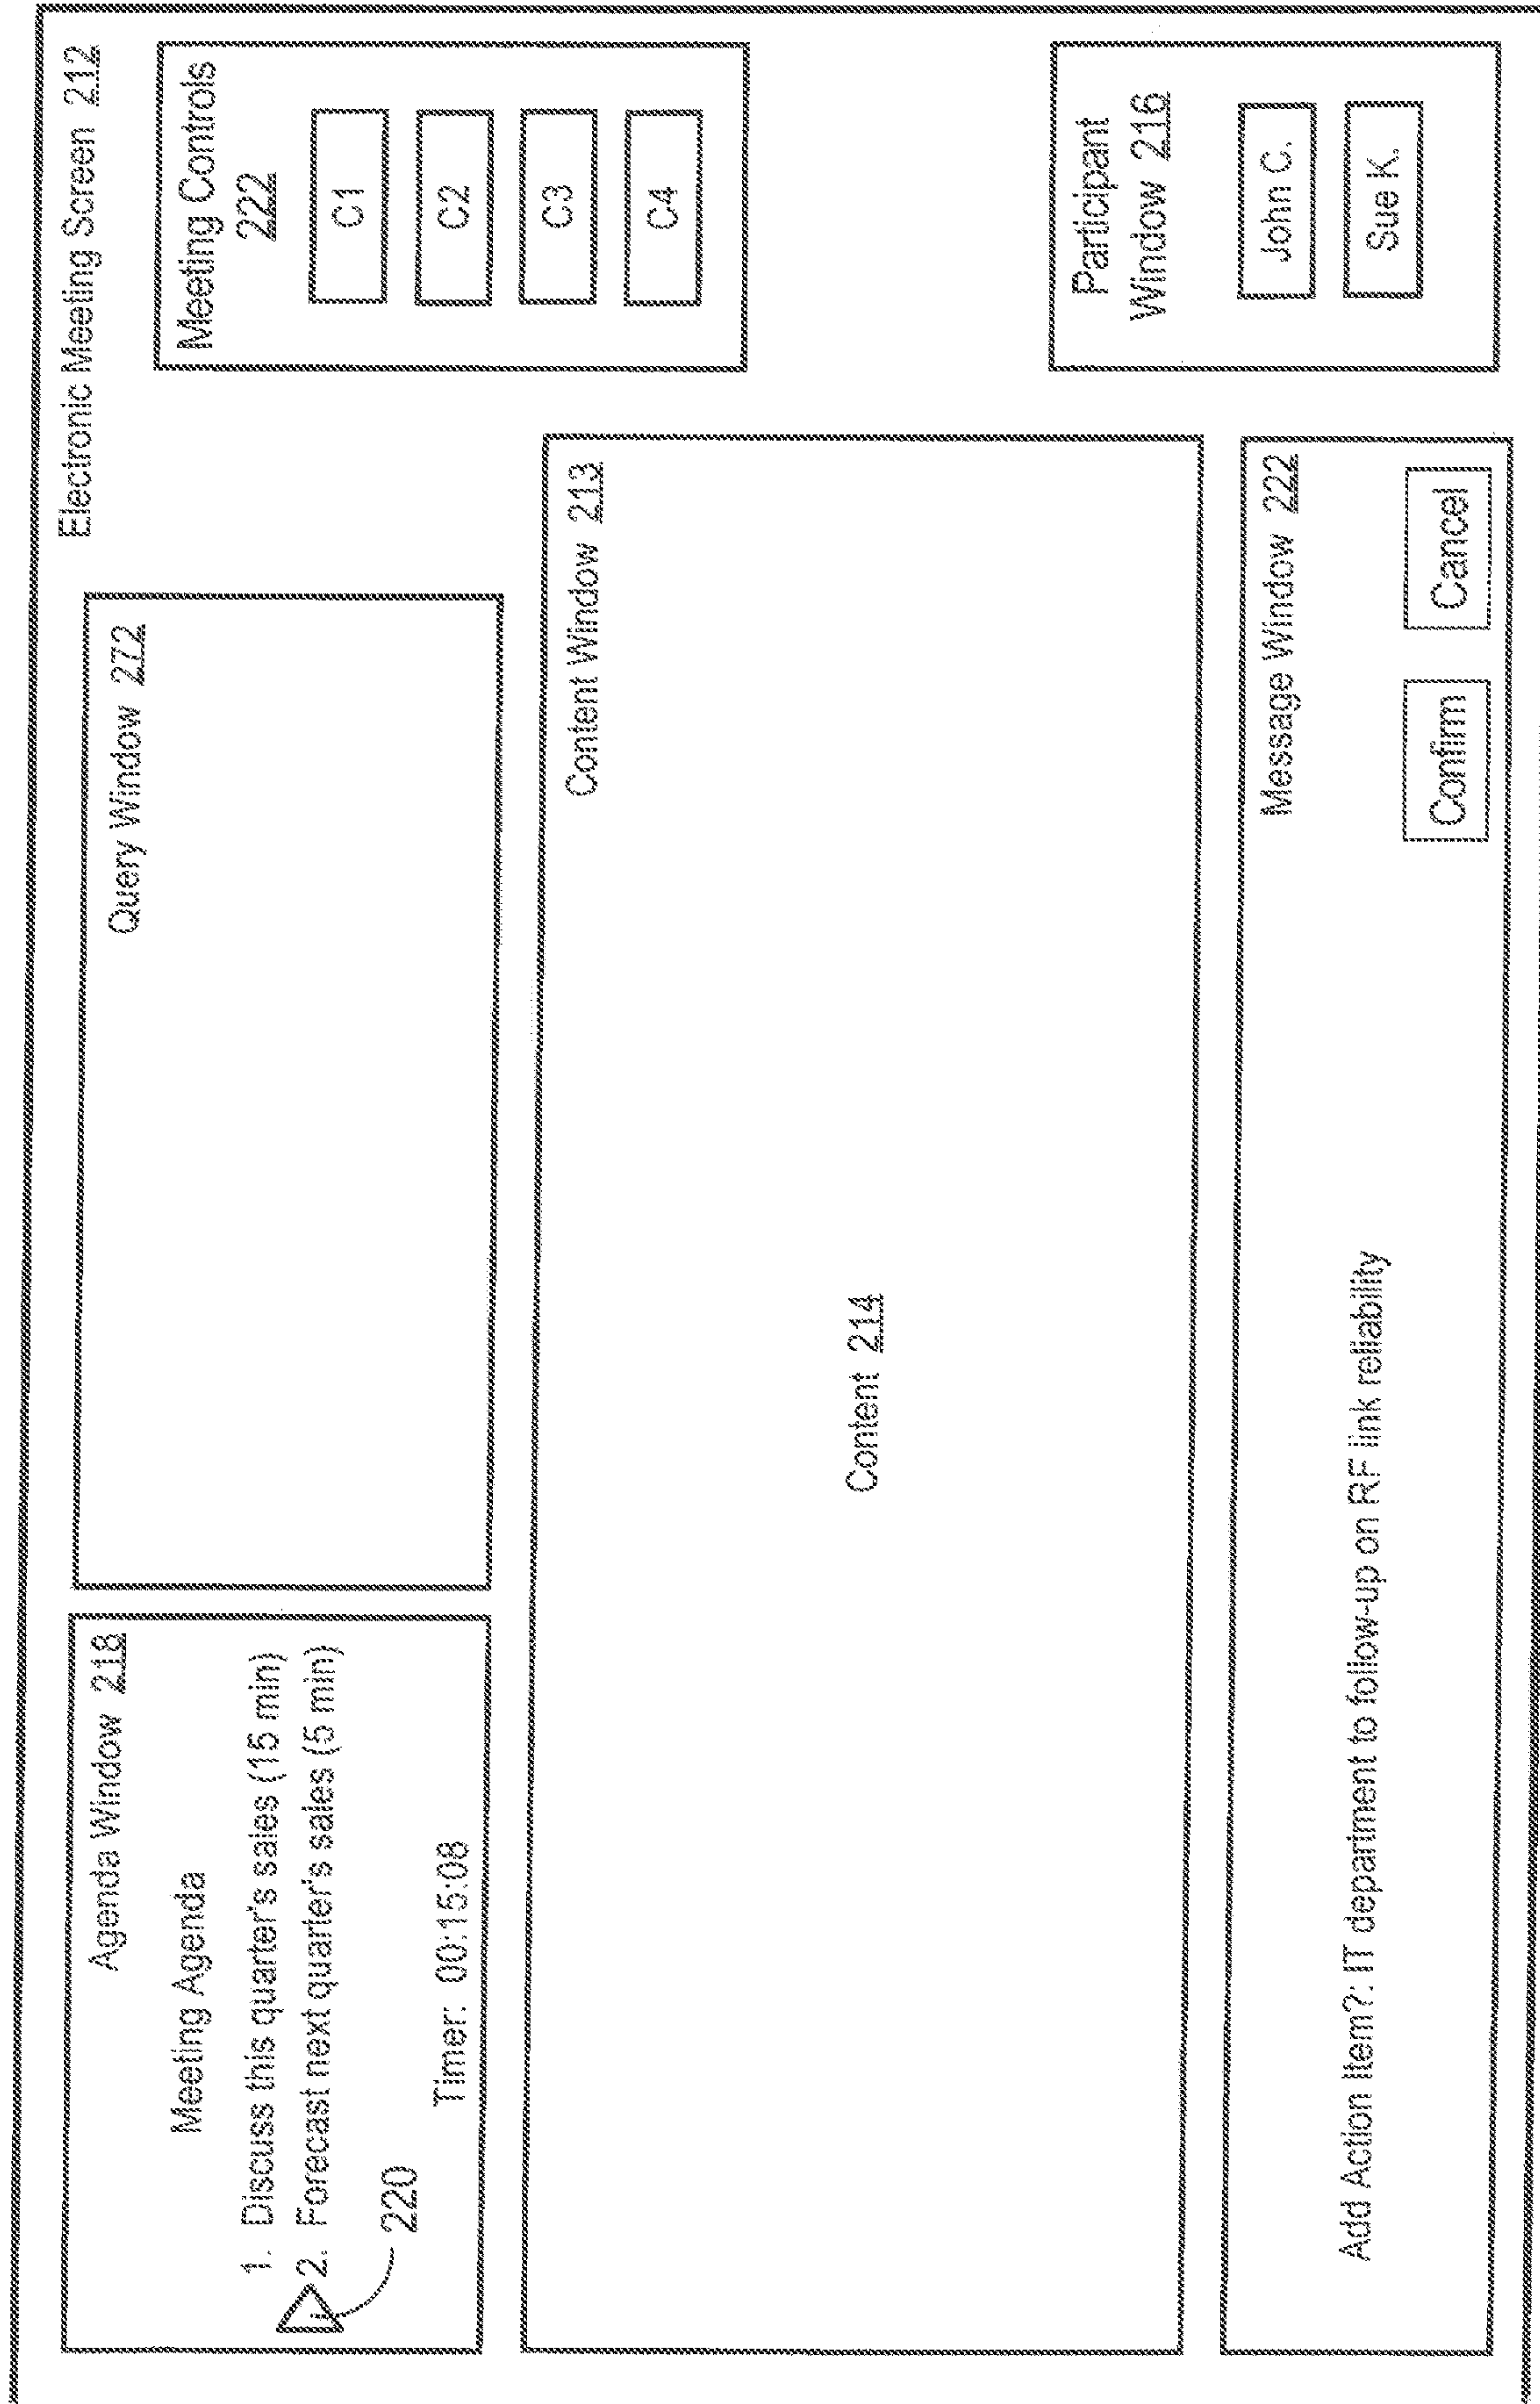 Electronic Meeting Screen 212
Agenda Window 218
Meeting Agenda
1. Discuss this quarter's sales (15 min)
2. Forecast next quarter's sales (5 min)
220
Timer: 00:15:08
Query Window 272
Meeting Controls
222
C1
C2
C3
C4
Content Window 213
Content 214
Participant
Window 216
John C.
Sue K.
Message Window 222
Add Action Item?: IT department to follow-up on RF link reliability
Confirm
Cancel